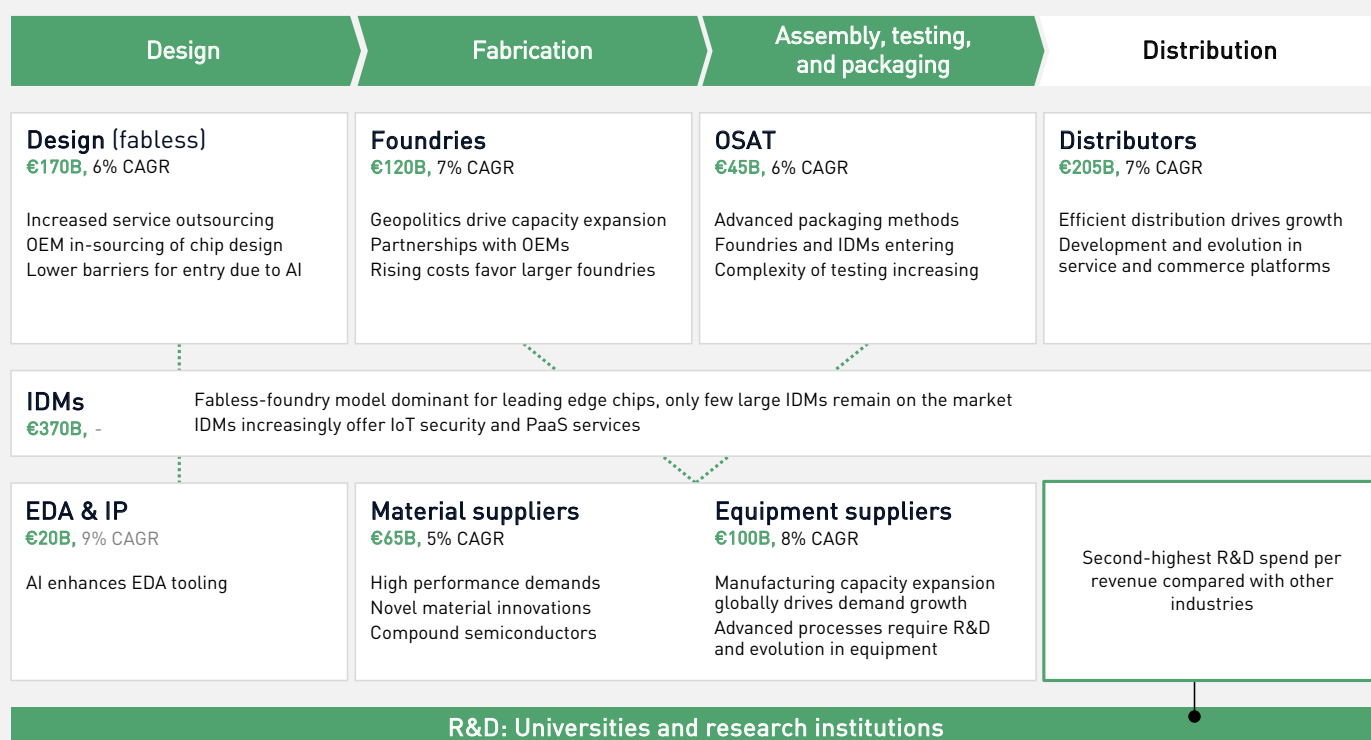 Design
Fabrication
Assembly, testing,
and packaging
Distribution
Design (fabless)
€170B, 6% CAGR
Increased service outsourcing
OEM in-sourcing of chip design
Lower barriers for entry due to AI
Foundries
€120B, 7% CAGR
Geopolitics drive capacity expansion
Partnerships with OEMs
Rising costs favor larger foundries
OSAT
€45B, 6% CAGR
Advanced packaging methods
Foundries and IDMs entering
Complexity of testing increasing
Distributors
€205B, 7% CAGR
Efficient distribution drives growth
Development and evolution in
service and commerce platforms
IDMs
€370B, -
Fabless-foundry model dominant for leading edge chips, only few large IDMs remain on the market
IDMs increasingly offer IoT security and PaaS services
EDA & IP
€20B, 9% CAGR
AI enhances EDA tooling
Material suppliers
€65B, 5% CAGR
High performance demands
Novel material innovations
Compound semiconductors
Equipment suppliers
€100B, 8% CAGR
Manufacturing capacity expansion
globally drives demand growth
Advanced processes require R&D
and evolution in equipment
Second-highest R&D spend per
revenue compared with other
industries
R&D: Universities and research institutions